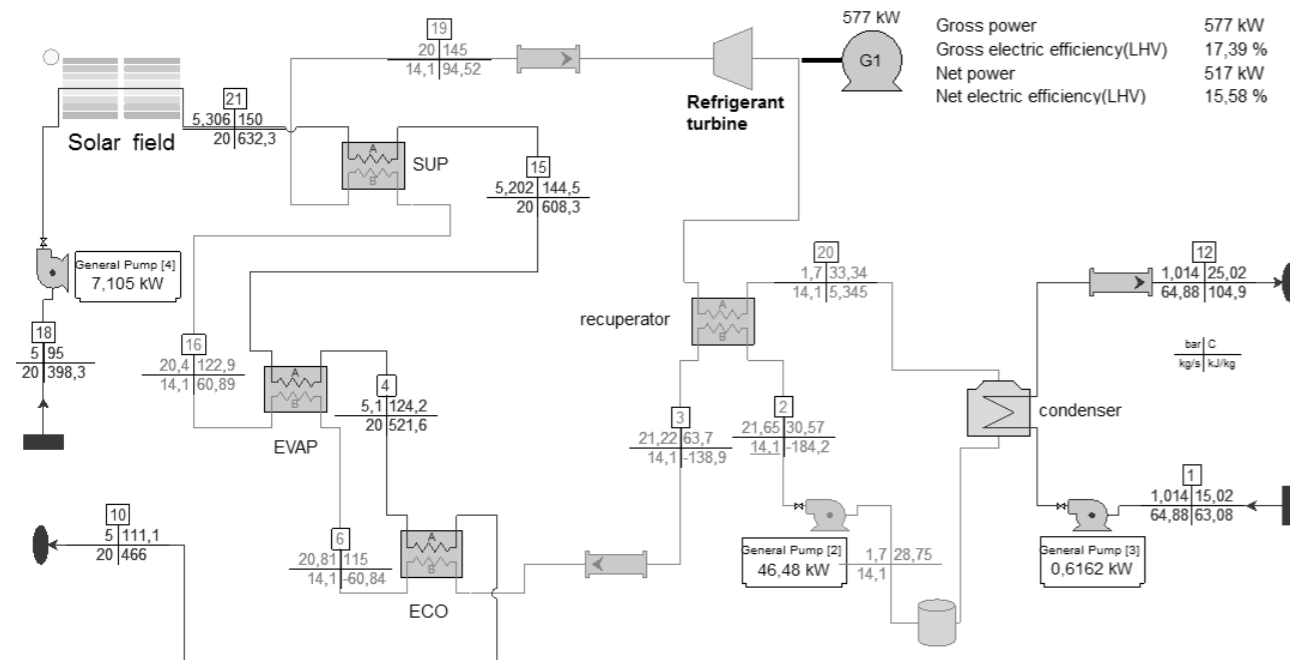 577 kW
G1
Gross power 577 kW
Gross electric efficiency(LHV) 17,39 %
Net power 517 kW
Net electric efficiency(LHV) 15,58 %
19
20 145
14,1 94,52
Refrigerant
turbine
Solar field
21
5,306 150
20 632,3
A
B
SUP
15
5,202 144,5
20 608,3
General Pump [4]
7,105 kW
18
5 95
20 398,3
16
20,4 122,9
14,1 60,89
A
B
EVAP
4
5,1 124,2
20 521,6
recuperator
A
B
20
1,7 33,34
14,1 5,345
12
1,014 25,02
64,88 104,9
bar C
kg/s kJ/kg
condenser
3
21,22 63,7
14,1 -138,9
2
21,65 30,57
14,1 -184,2
1
1,014 15,02
64,88 63,08
10
5 111,1
20 466
6
20,81 115
14,1 -60,84
A
B
ECO
General Pump [2]
46,48 kW
1,7 28,75
14,1
General Pump [3]
0,6162 kW